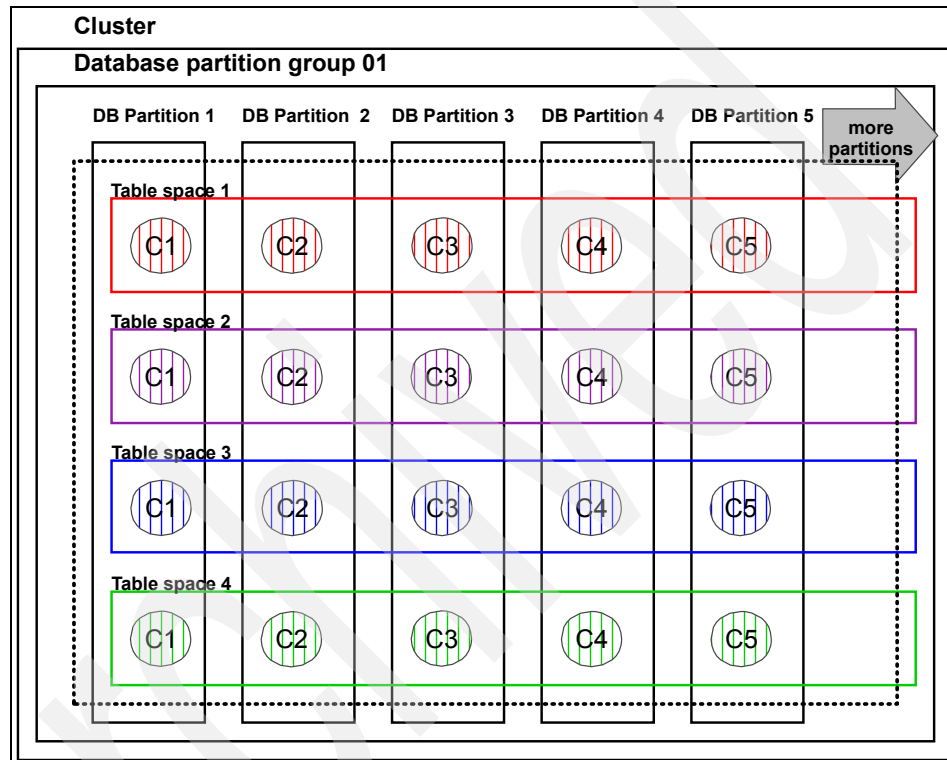 Cluster
Database partition group 01
DB Partition 1 DB Partition 2 DB Partition 3 DB Partition 4 DB Partition 5
more
partitions
Table space 1
C1 C2 C3 C4 C5
Table space 2
C1 C2 C3 C4 C5
Table space 3
C1 C2 C3 C4 C5
Table space 4
C1 C2 C3 C4 C5